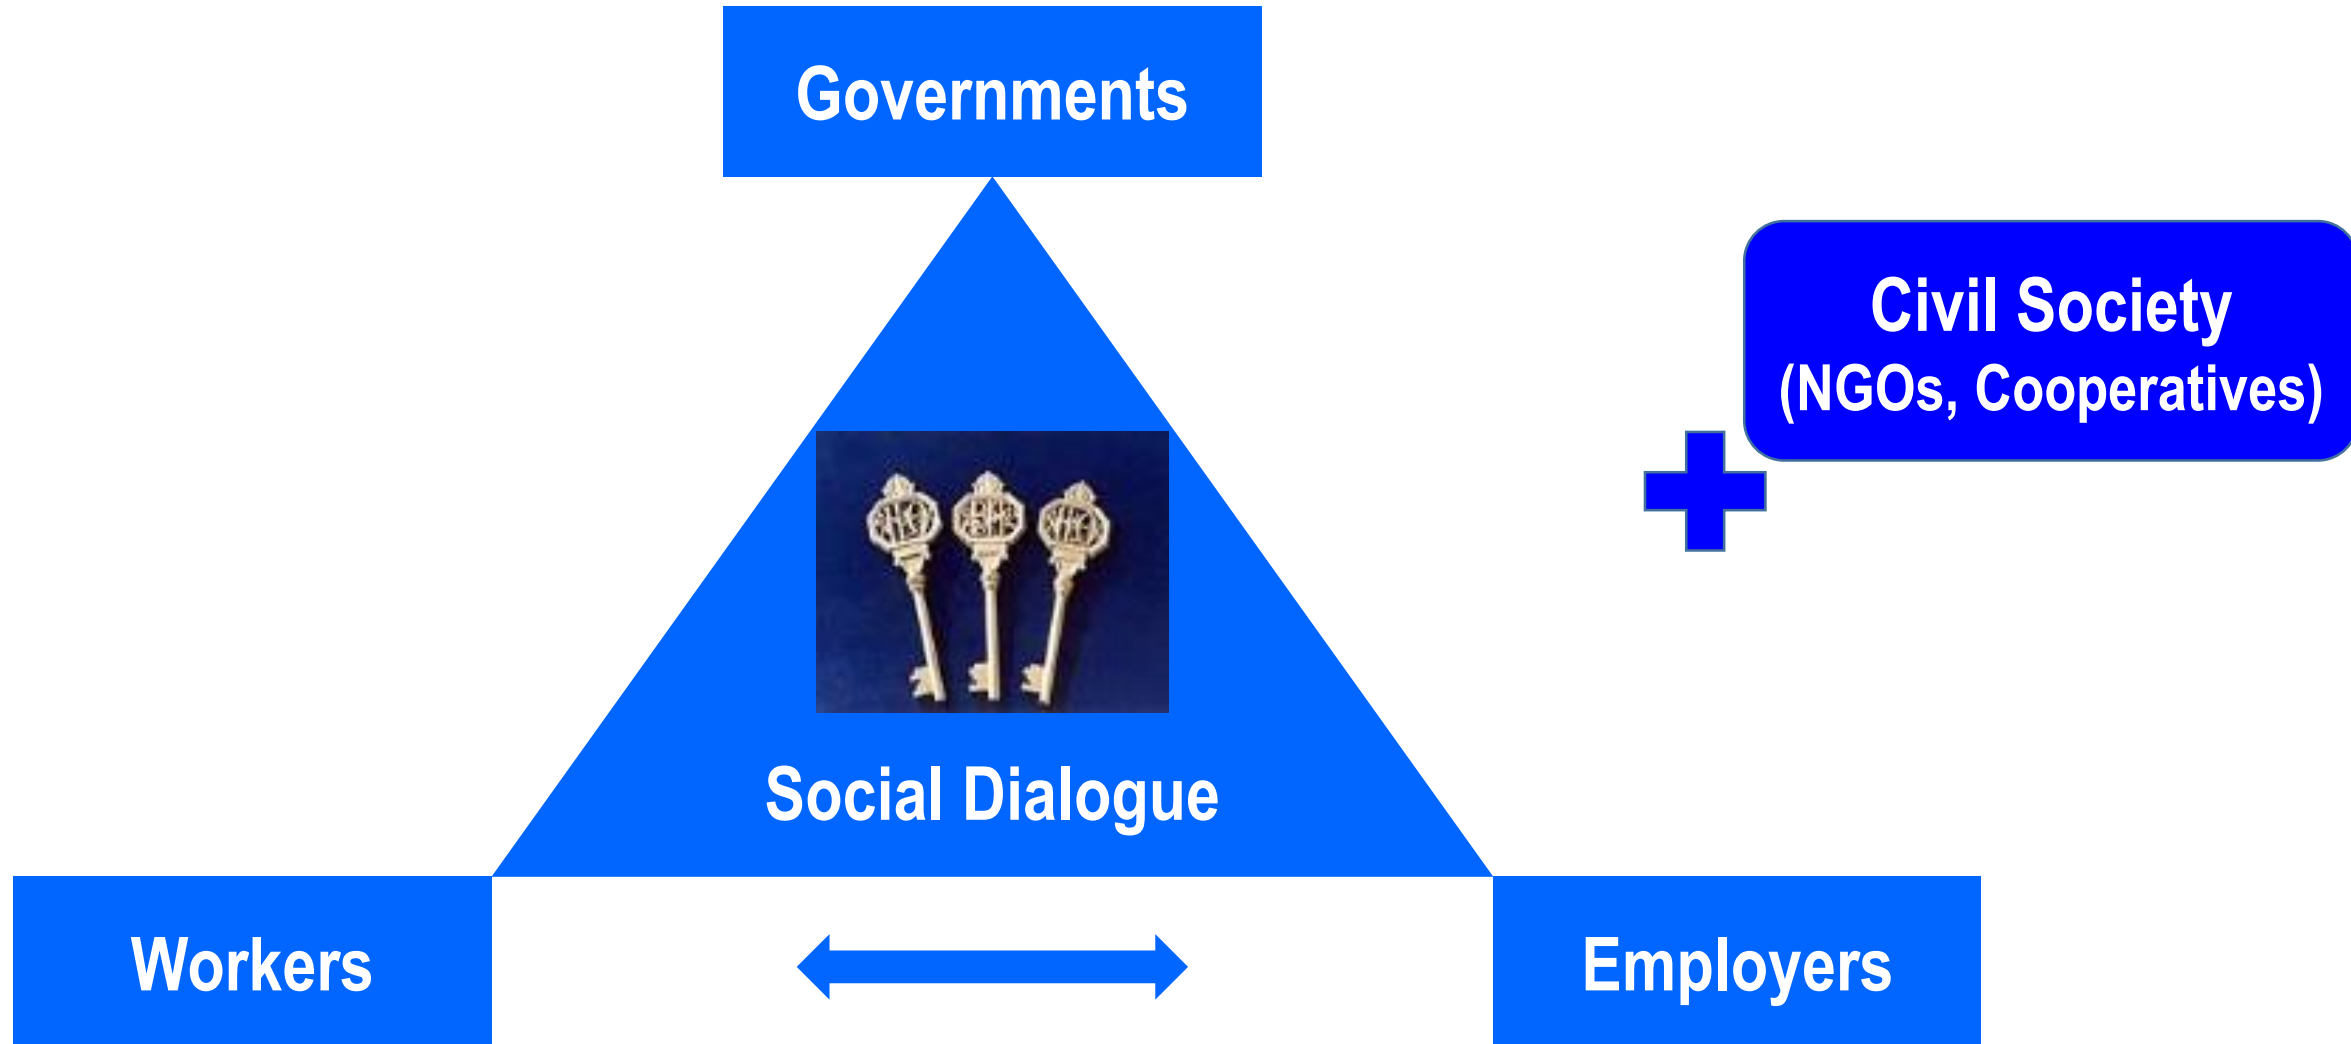 Governments
Civil Society
(NGOs, Cooperatives)
Social Dialogue
Workers
Employers